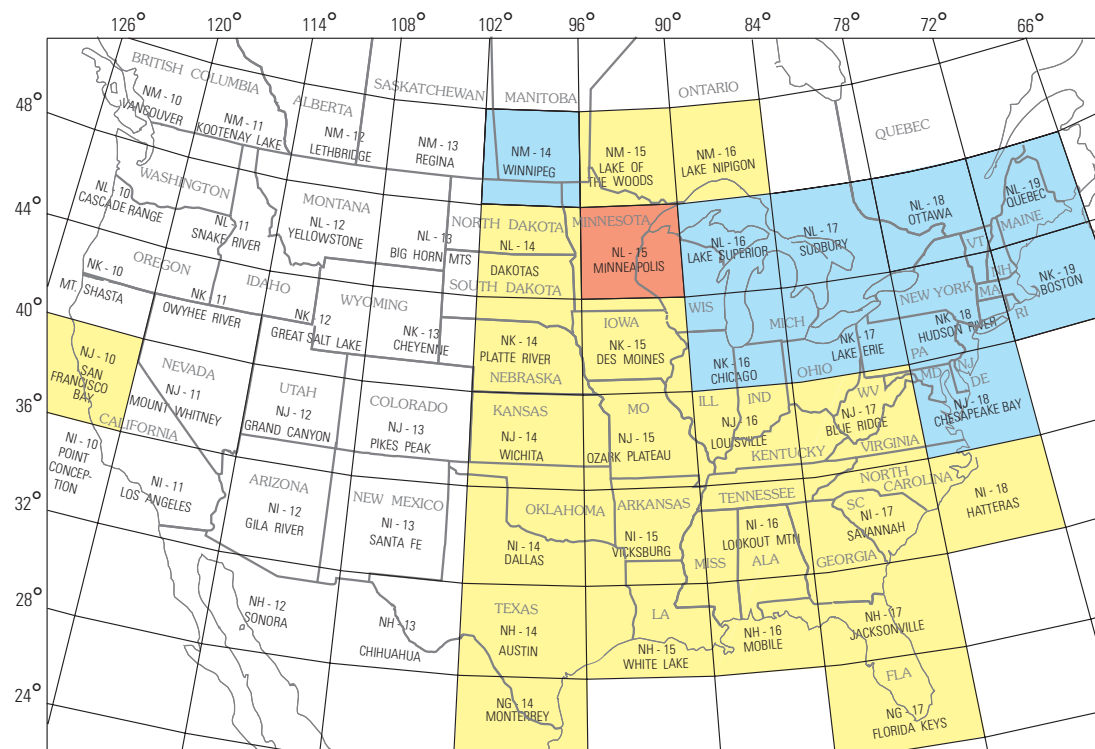 126° 120° 114° 108° 102° 96° 90° 84° 78° 72° 66°
48°
44°
40°
36°
32°
28°
24°
BRITISH COLUMBIA
ALBERTA
SASKATCHEWAN
MANITOBA
ONTARIO
QUEBEC
NM - 10
VANCOUVER
NM - 11
KOOTENAY LAKE
NM - 12
LETHBRIDGE
NM - 13
REGINA
NM - 14
WINNIPEG
NM - 15
LAKE OF
THE WOODS
NM - 16
LAKE NIPIGON
WASHINGTON
MONTANA
NORTH DAKOTA
MINNESOTA
MAINE
NL - 10
CASCADE RANGE
NL - 11
SNAKE RIVER
NL - 12
YELLOWSTONE
NL - 13
BIG HORN MTS
NL - 14
DAKOTAS
NL - 15
MINNEAPOLIS
NL - 16
LAKE SUPERIOR
NL - 17
SUDBURY
NL - 18
OTTAWA
NL - 19
QUEBEC
OREGON
IDAHO
WYOMING
SOUTH DAKOTA
IOWA
WIS
MICH
NEW YORK
VT
NH
MA
RI
NK - 10
MT. SHASTA
NK - 11
OWYHEE RIVER
NK - 12
GREAT SALT LAKE
NK - 13
CHEYENNE
NK - 14
PLATTE RIVER
NEBRASKA
NK - 15
DES MOINES
NK - 16
CHICAGO
NK - 17
LAKE ERIE
NK - 18
HUDSON RIVER
NK - 19
BOSTON
OHIO
PA
MD
NJ
DE
NJ - 10
SAN
FRANCISCO
BAY
CALIFORNIA
NEVADA
NJ - 11
MOUNT WHITNEY
UTAH
NJ - 12
GRAND CANYON
COLORADO
NJ - 13
PIKES PEAK
KANSAS
NJ - 14
WICHITA
MO
NJ - 15
OZARK PLATEAU
ILL
IND
NJ - 16
LOUISVILLE
KENTUCKY
WV
NJ - 17
BLUE RIDGE
VIRGINIA
NJ - 18
CHESAPEAKE BAY
NI - 10
POINT
CONCEP-
TION
NI - 11
LOS ANGELES
ARIZONA
NI - 12
GILA RIVER
NEW MEXICO
NI - 13
SANTA FE
OKLAHOMA
NI - 14
DALLAS
ARKANSAS
NI - 15
VICKSBURG
TENNESSEE
NI - 16
LOOKOUT MTN
MISS
ALA
GEORGIA
NORTH
CAROLINA
SC
NI - 17
SAVANNAH
NI - 18
HATTERAS
NH - 12
SONORA
NH - 13
CHIHUAHUA
TEXAS
NH - 14
AUSTIN
LA
NH - 15
WHITE LAKE
NH - 16
MOBILE
NH - 17
JACKSONVILLE
FLA
NG - 14
MONTERREY
NG - 17
FLORIDA KEYS